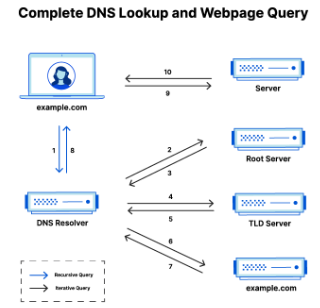 Complete DNS Lookup and Webpage Query
10
9
example.com
Server
1
8
2
3
Root Server
4
5
DNS Resolver
TLD Server
6
7
example.com
Recursive Query
Iterative Query